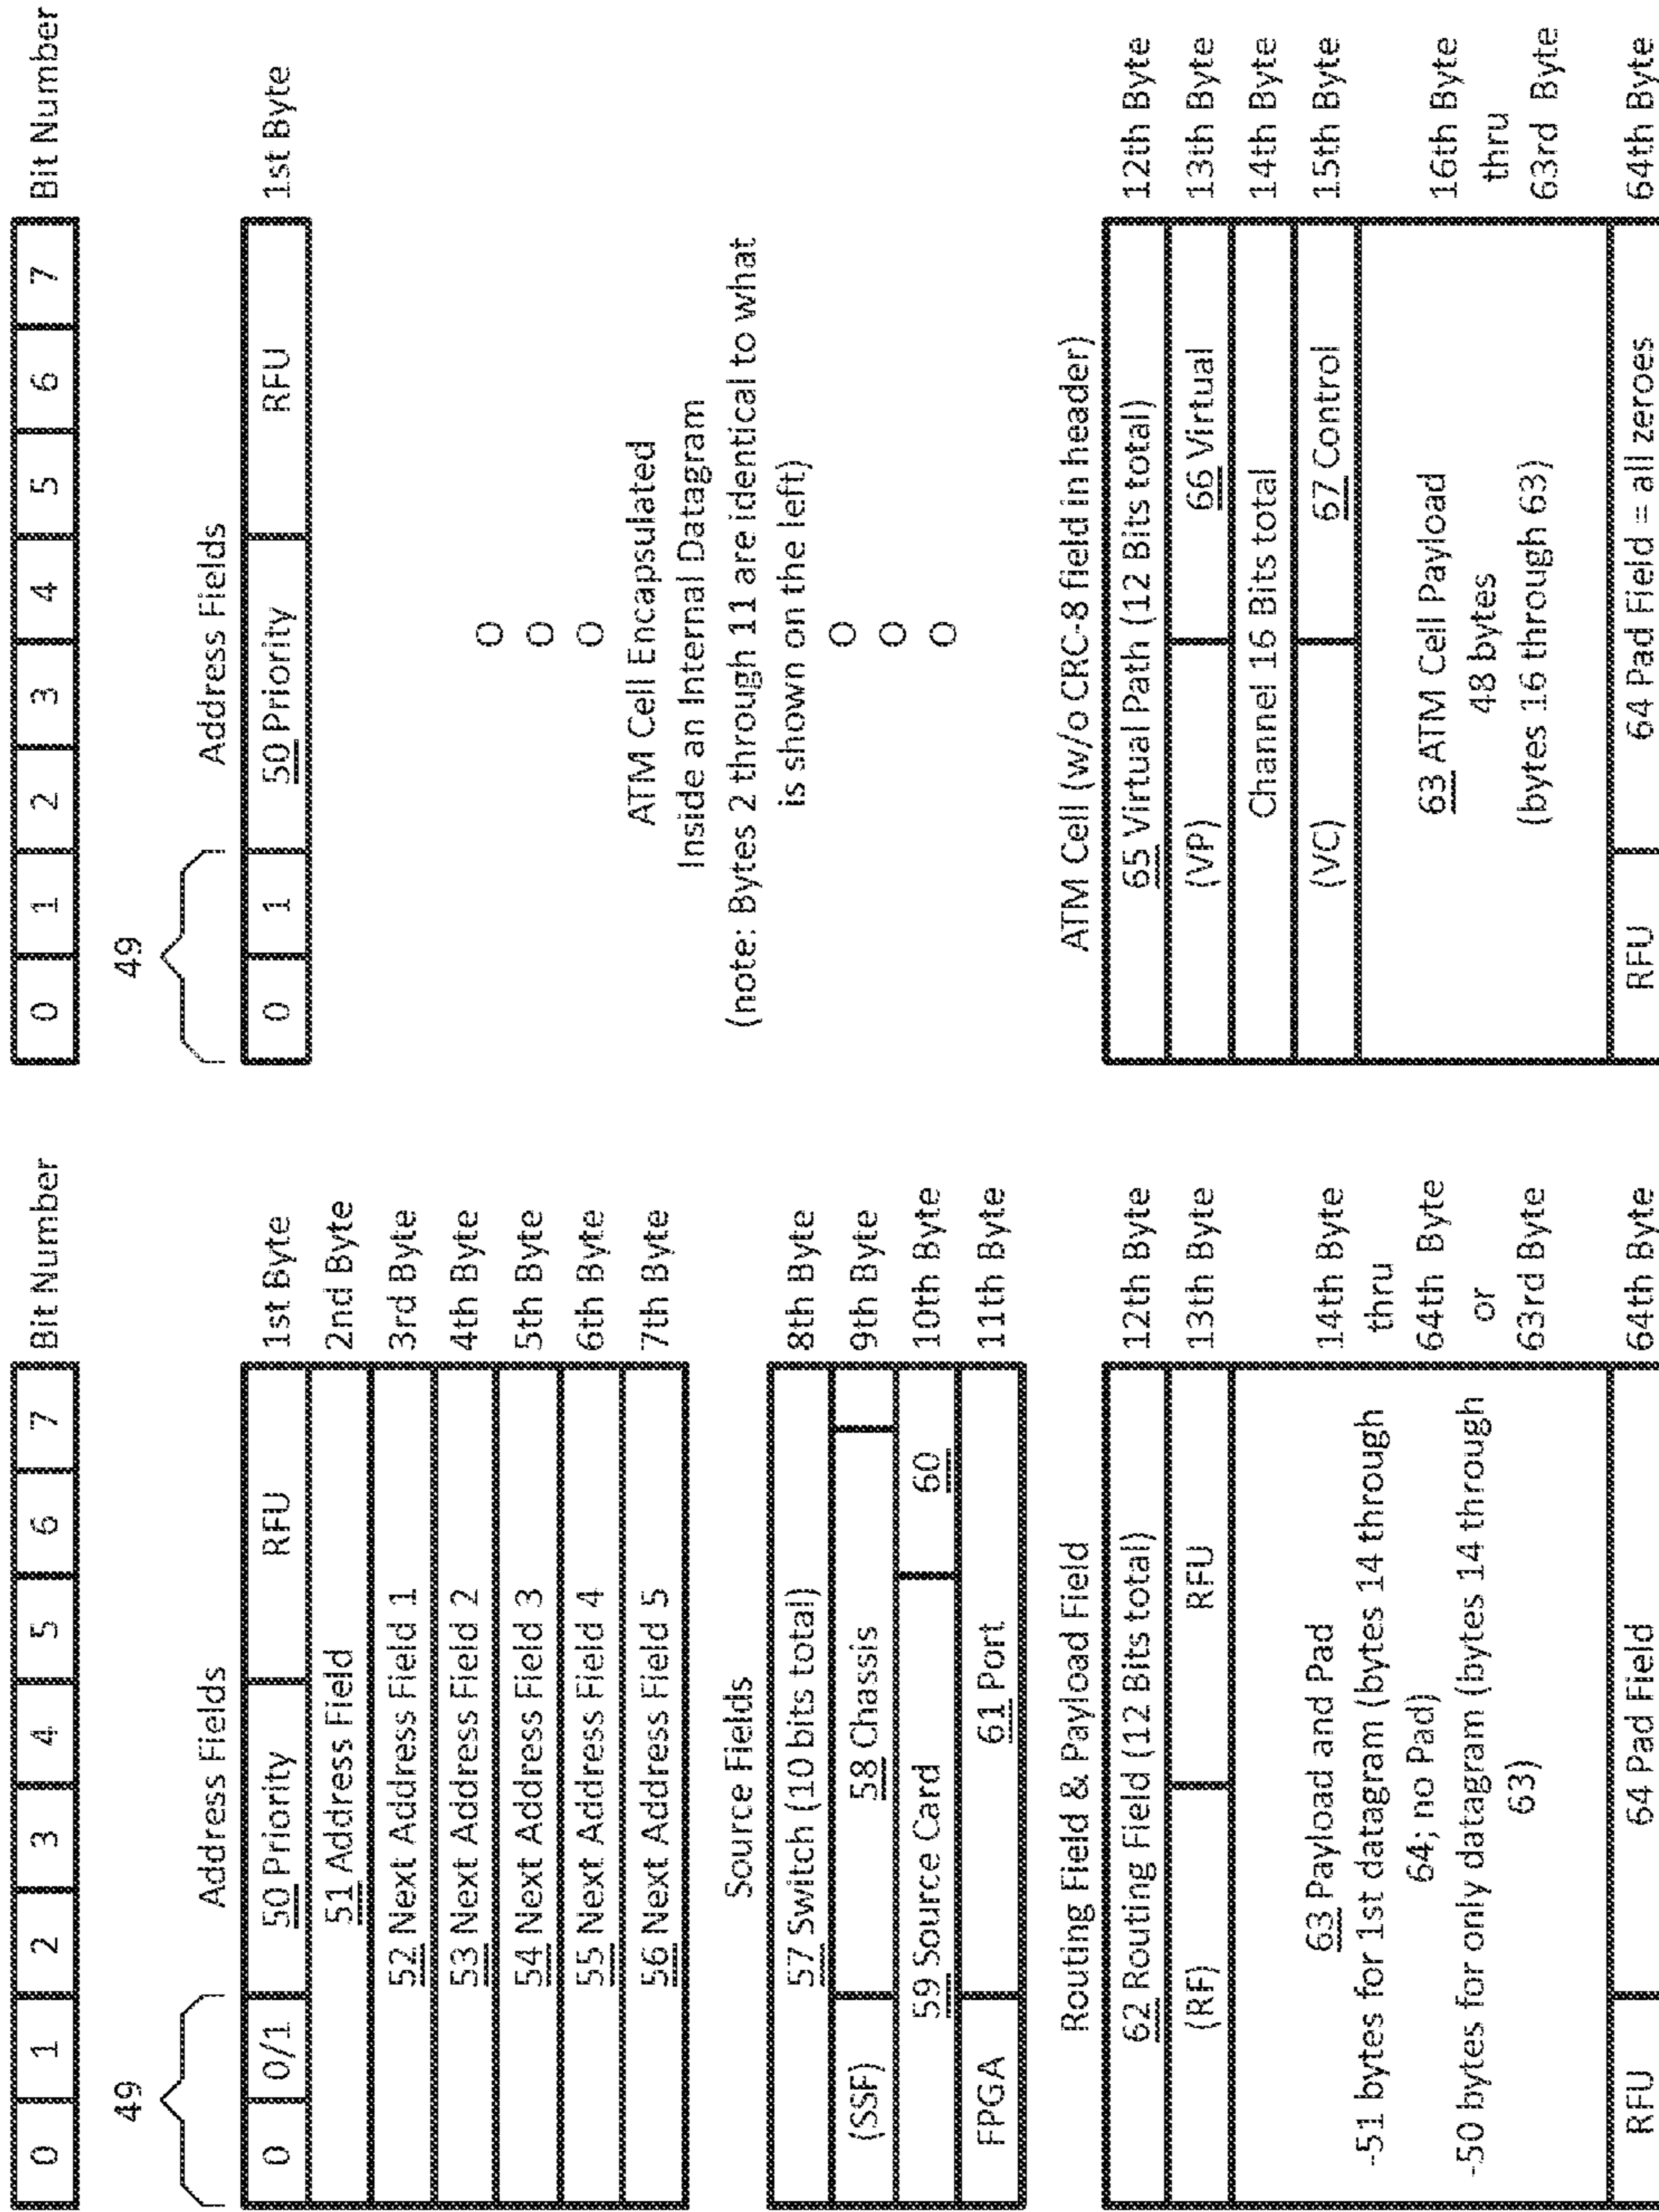 0 1 2 3 4 5 6 7 Bit Number
49
Address Fields
0 0/1 50 Priority RFU 1st Byte
51 Address Field 2nd Byte
52 Next Address Field 1 3rd Byte
53 Next Address Field 2 4th Byte
54 Next Address Field 3 5th Byte
55 Next Address Field 4 6th Byte
56 Next Address Field 5 7th Byte
Source Fields
57 Switch (10 bits total) 8th Byte
(SSF) 58 Chassis 9th Byte
59 Source Card 60 10th Byte
FPGA 61 Port 11th Byte
Routing Field & Payload Field
62 Routing Field (12 Bits total) 12th Byte
(RF) RFU 13th Byte
63 Payload and Pad
-51 bytes for 1st datagram (bytes 14 through
64; no Pad)
-50 bytes for only datagram (bytes 14 through
63)
14th Byte
thru
64th Byte
or
63rd Byte
RFU 64 Pad Field 64th Byte
0 1 2 3 4 5 6 7 Bit Number
49
Address Fields
0 1 50 Priority RFU 1st Byte
O
O
O
ATM Cell Encapsulated
Inside an Internal Datagram
(note: Bytes 2 through 11 are identical to what
is shown on the left)
O
O
O
ATM Cell (w/o CRC-8 field in header)
65 Virtual Path (12 Bits total) 12th Byte
(VP) 66 Virtual 13th Byte
Channel 16 Bits total 14th Byte
(VC) 67 Control 15th Byte
63 ATM Cell Payload
48 bytes
(bytes 16 through 63)
16th Byte
thru
63rd Byte
RFU 64 Pad Field = all zeroes 64th Byte